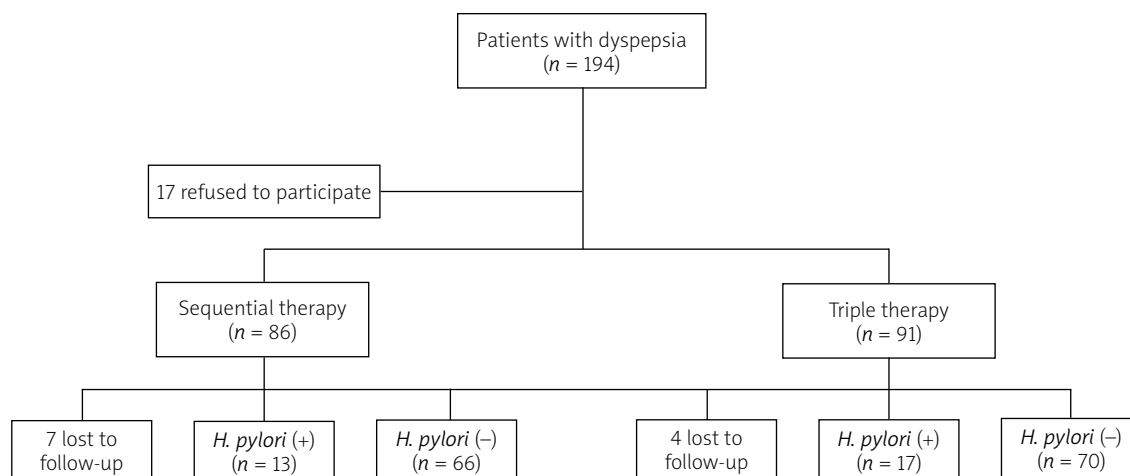 Patients with dyspepsia
(n = 194)
17 refused to participate
Sequential therapy
(n = 86)
Triple therapy
(n = 91)
7 lost to
follow-up
H. pylori (+)
(n = 13)
H. pylori (–)
(n = 66)
4 lost to
follow-up
H. pylori (+)
(n = 17)
H. pylori (–)
(n = 70)